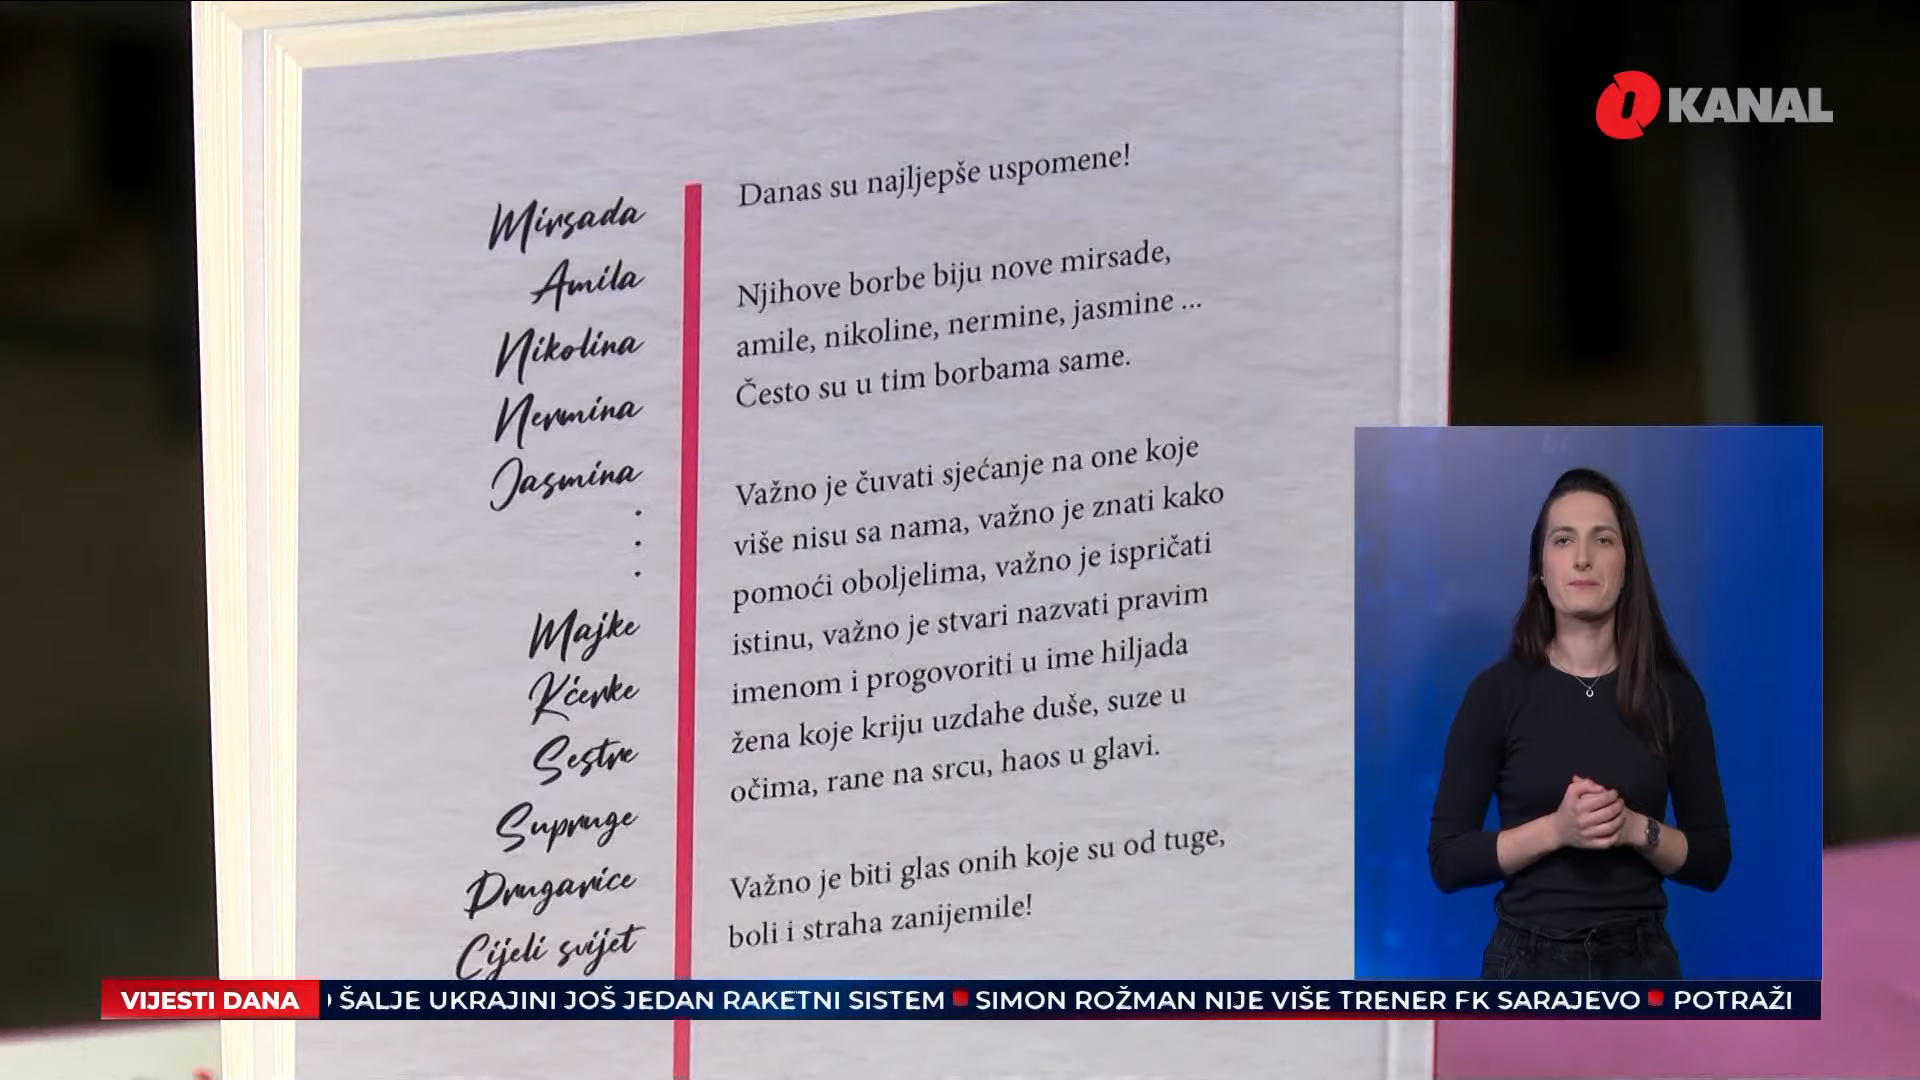 O KANAL
Mirsada
Amila
Nikolina
Nermina
Jasmina
.
.
.
Majke
Kćerke
Sestre
Supruge
Drugarice
Cijeli svijet
Danas su najljepše uspomene!
Njihove borbe biju nove mirsade,
amile, nikoline, nermine, jasmine ...
Često su u tim borbama same.
Važno je čuvati sjećanje na one koje
više nisu sa nama, važno je znati kako
pomoći oboljelima, važno je ispričati
istinu, važno je stvari nazvati pravim
imenom i progovoriti u ime hiljada
žena koje kriju uzdahe duše, suze u
očima, rane na srcu, haos u glavi.
Važno je biti glas onih koje su od tuge,
boli i straha zanijemile!
VIJESTI DANA
ŠALJE UKRAJINI JOŠ JEDAN RAKETNI SISTEM SIMON ROŽMAN NIJE VIŠE TRENER FK SARAJEVO POTRAŽI